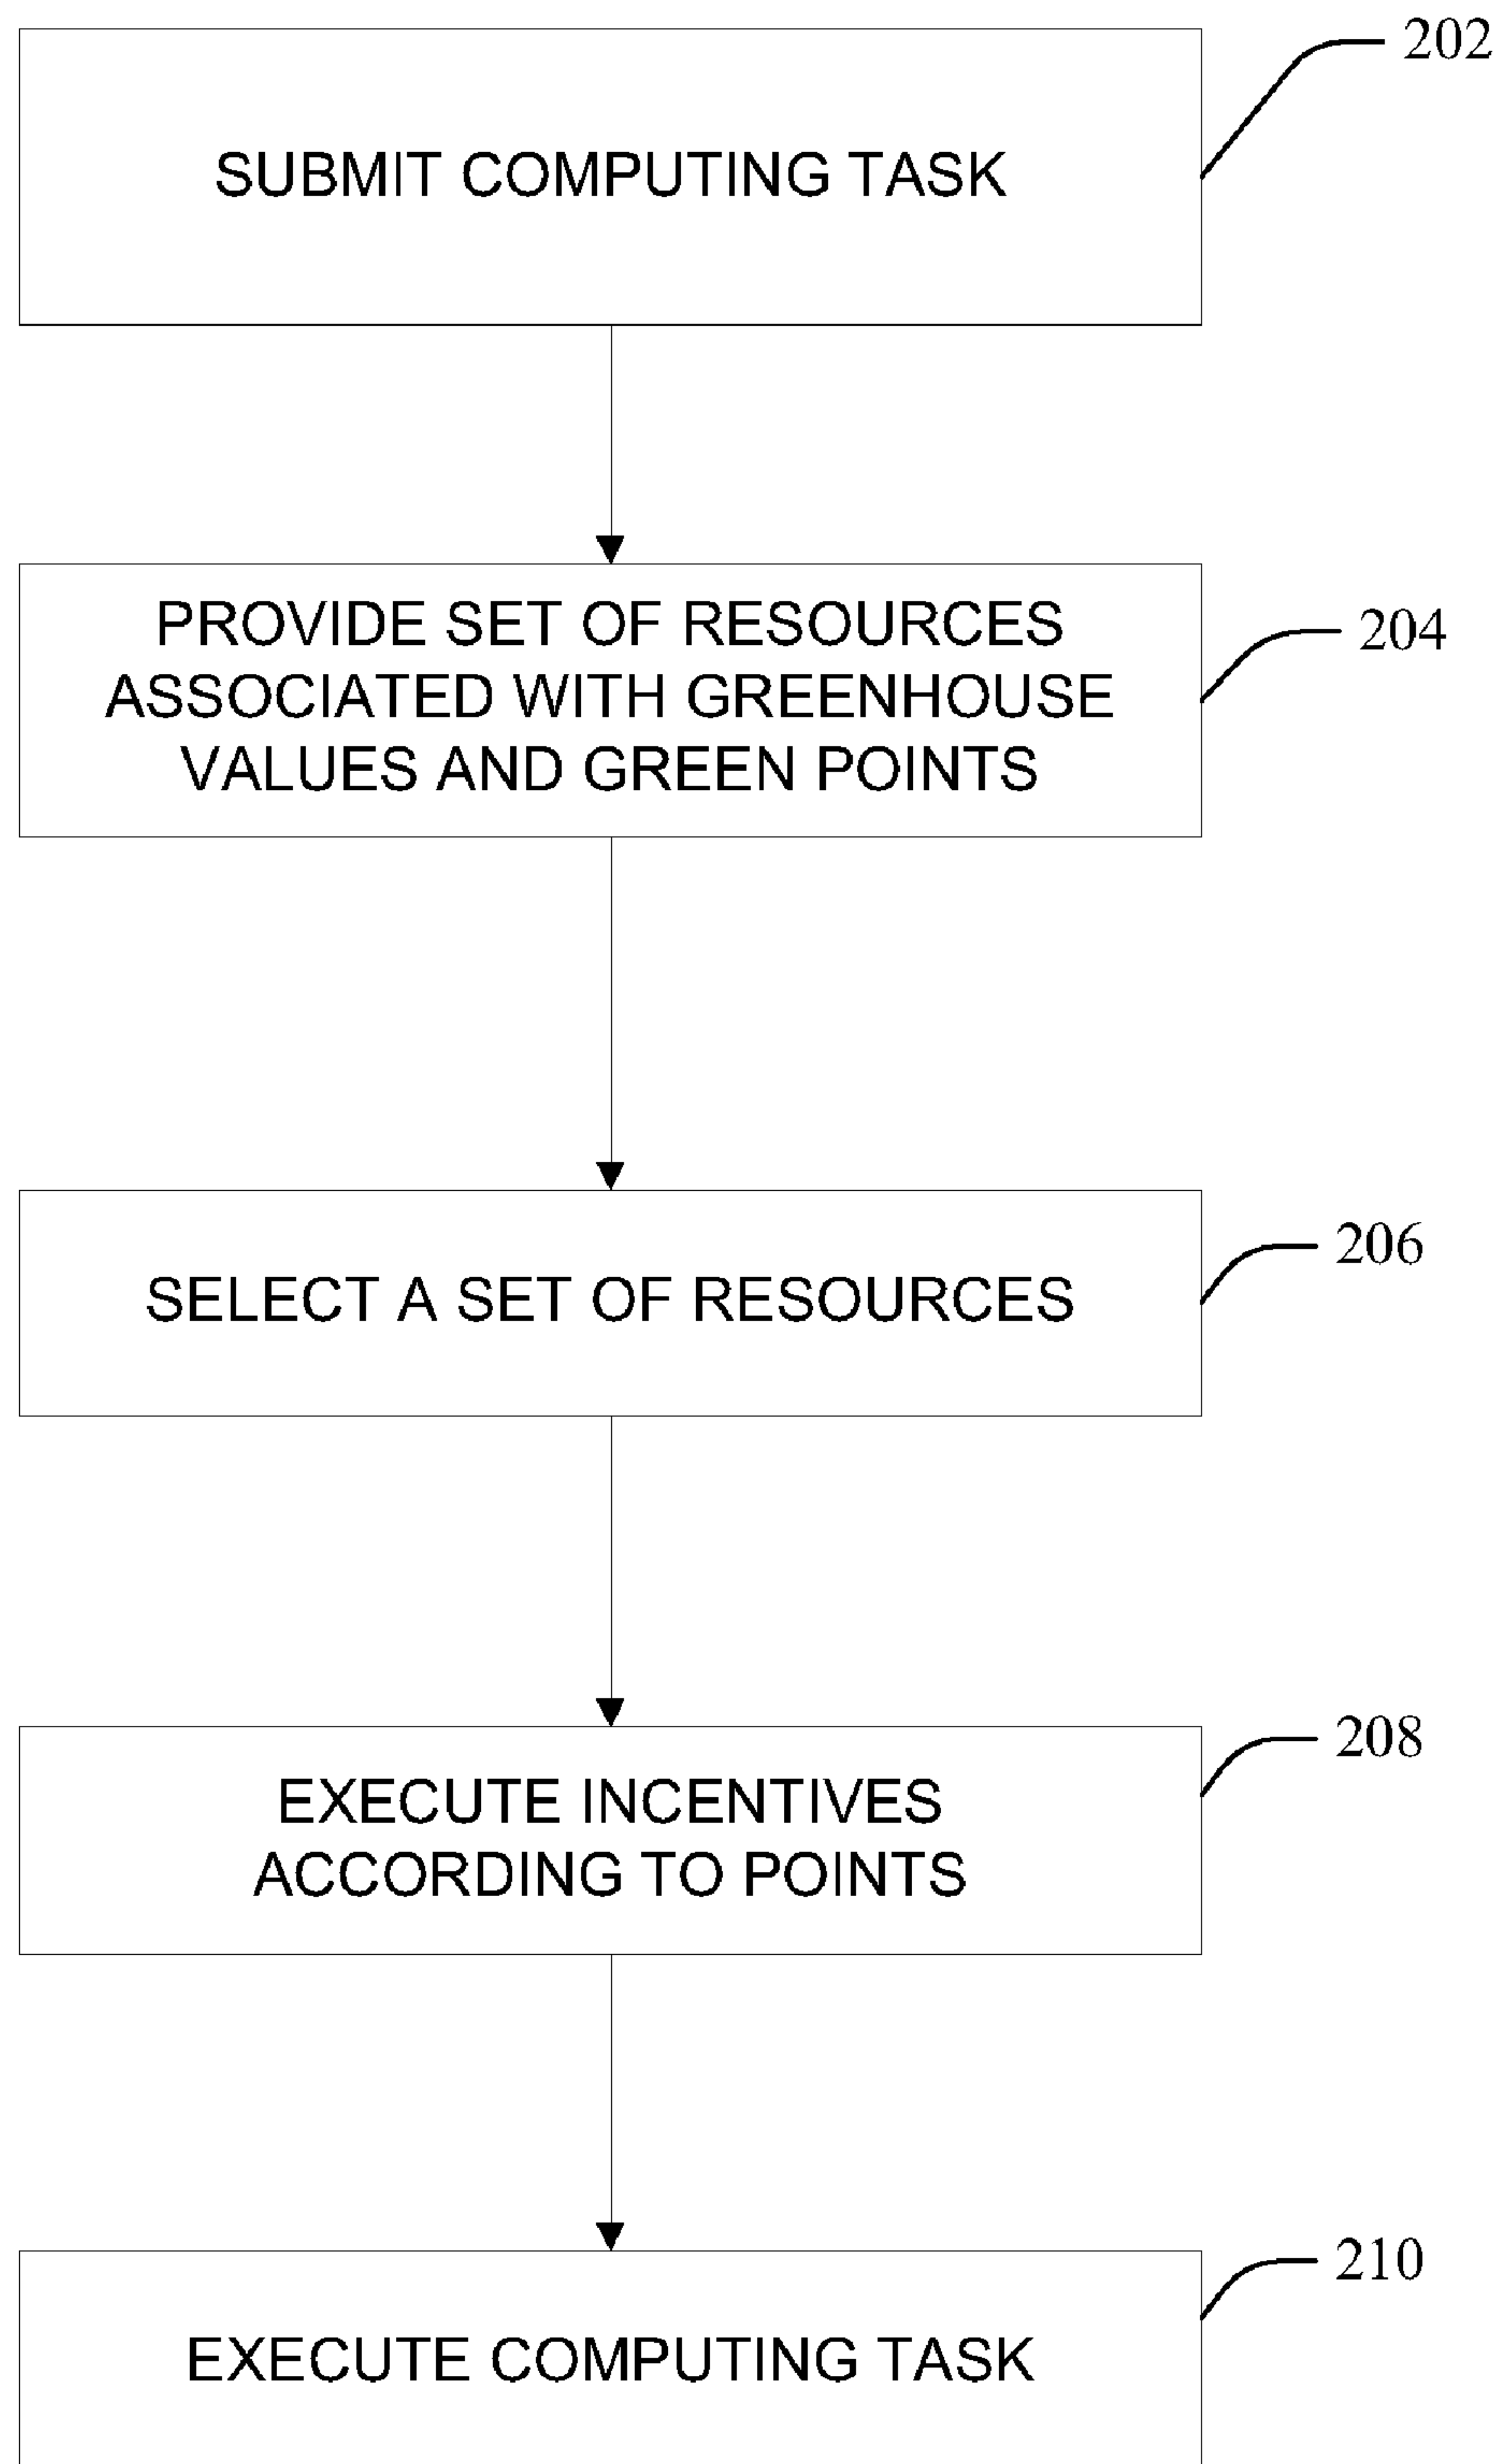 SUBMIT COMPUTING TASK
202
PROVIDE SET OF RESOURCES
ASSOCIATED WITH GREENHOUSE
VALUES AND GREEN POINTS
204
SELECT A SET OF RESOURCES
206
EXECUTE INCENTIVES
ACCORDING TO POINTS
208
EXECUTE COMPUTING TASK
210